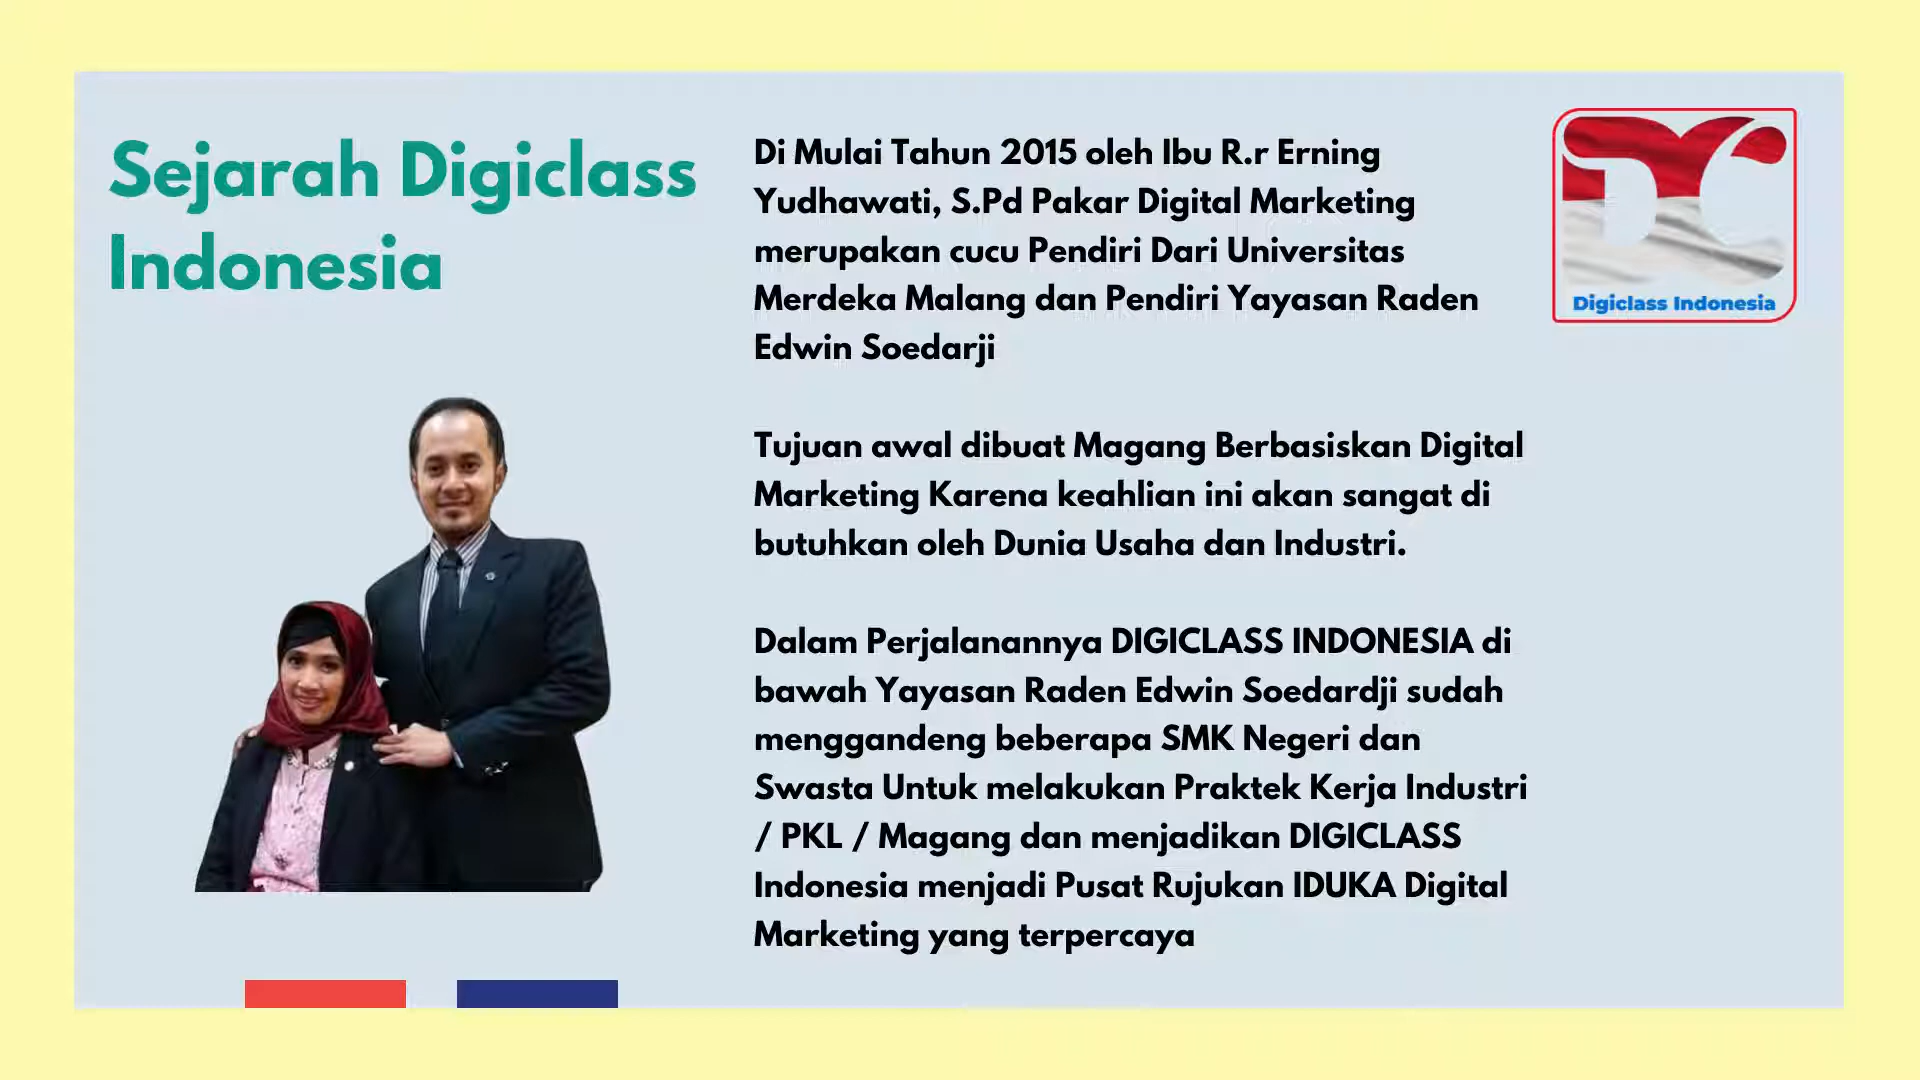 Sejarah Digiclass
Indonesia
Di Mulai Tahun 2015 oleh Ibu R.r Erning
Yudhawati, S.Pd Pakar Digital Marketing
merupakan cucu Pendiri Dari Universitas
Merdeka Malang dan Pendiri Yayasan Raden
Edwin Soedarji
Tujuan awal dibuat Magang Berbasiskan Digital
Marketing Karena keahlian ini akan sangat di
butuhkan oleh Dunia Usaha dan Industri.
Dalam Perjalanannya DIGICLASS INDONESIA di
bawah Yayasan Raden Edwin Soedardji sudah
menggandeng beberapa SMK Negeri dan
Swasta Untuk melakukan Praktek Kerja Industri
/ PKL / Magang dan menjadikan DIGICLASS
Indonesia menjadi Pusat Rujukan IDUKA Digital
Marketing yang terpercaya
DC
Digiclass Indonesia